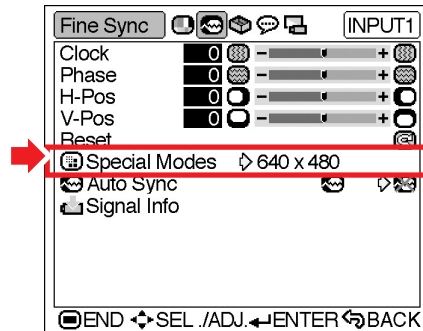 Fine Sync INPUT1
Clock 0 - +
Phase 0 - +
H-Pos 0 - +
V-Pos 0 - +
Reset
Special Modes 640 x 480
Auto Sync
Signal Info
END SEL ./ADJ. ENTER BACK